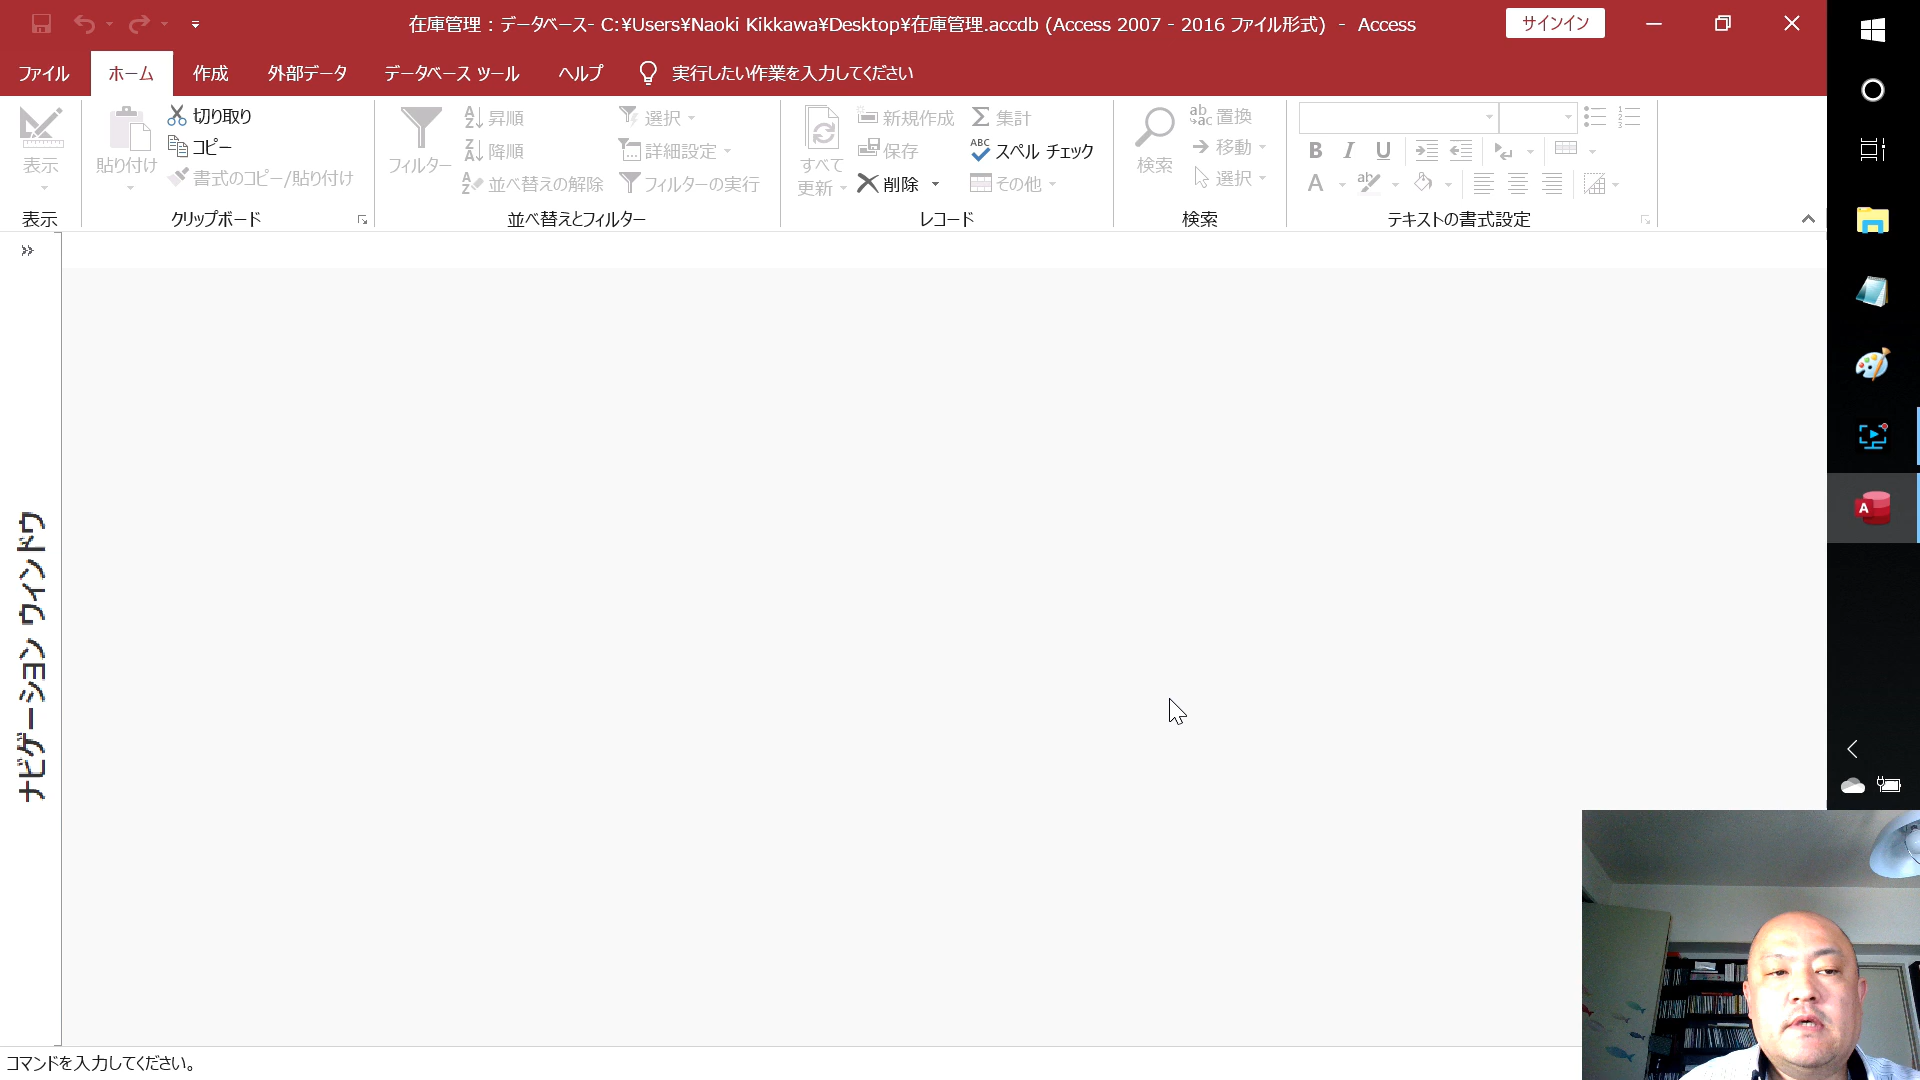 在庫管理 : データベース- C:¥Users¥Naoki Kikkawa¥Desktop¥在庫管理.accdb (Access 2007 - 2016 ファイル形式) - Access
サインイン
ファイル ホーム 作成 外部データ データベース ツール ヘルプ 実行したい作業を入力してください
表示
貼り付け
切り取り
コピー
書式のコピー/貼り付け
フィルター
昇順
降順
並べ替えの解除
選択
詳細設定
フィルターの実行
すべて
更新
新規作成
保存
削除
集計
スペル チェック
その他
検索
置換
移動
選択
B I U
表示 クリップボード 並べ替えとフィルター レコード 検索 テキストの書式設定
ナビゲーション ウィンドウ
コマンドを入力してください。